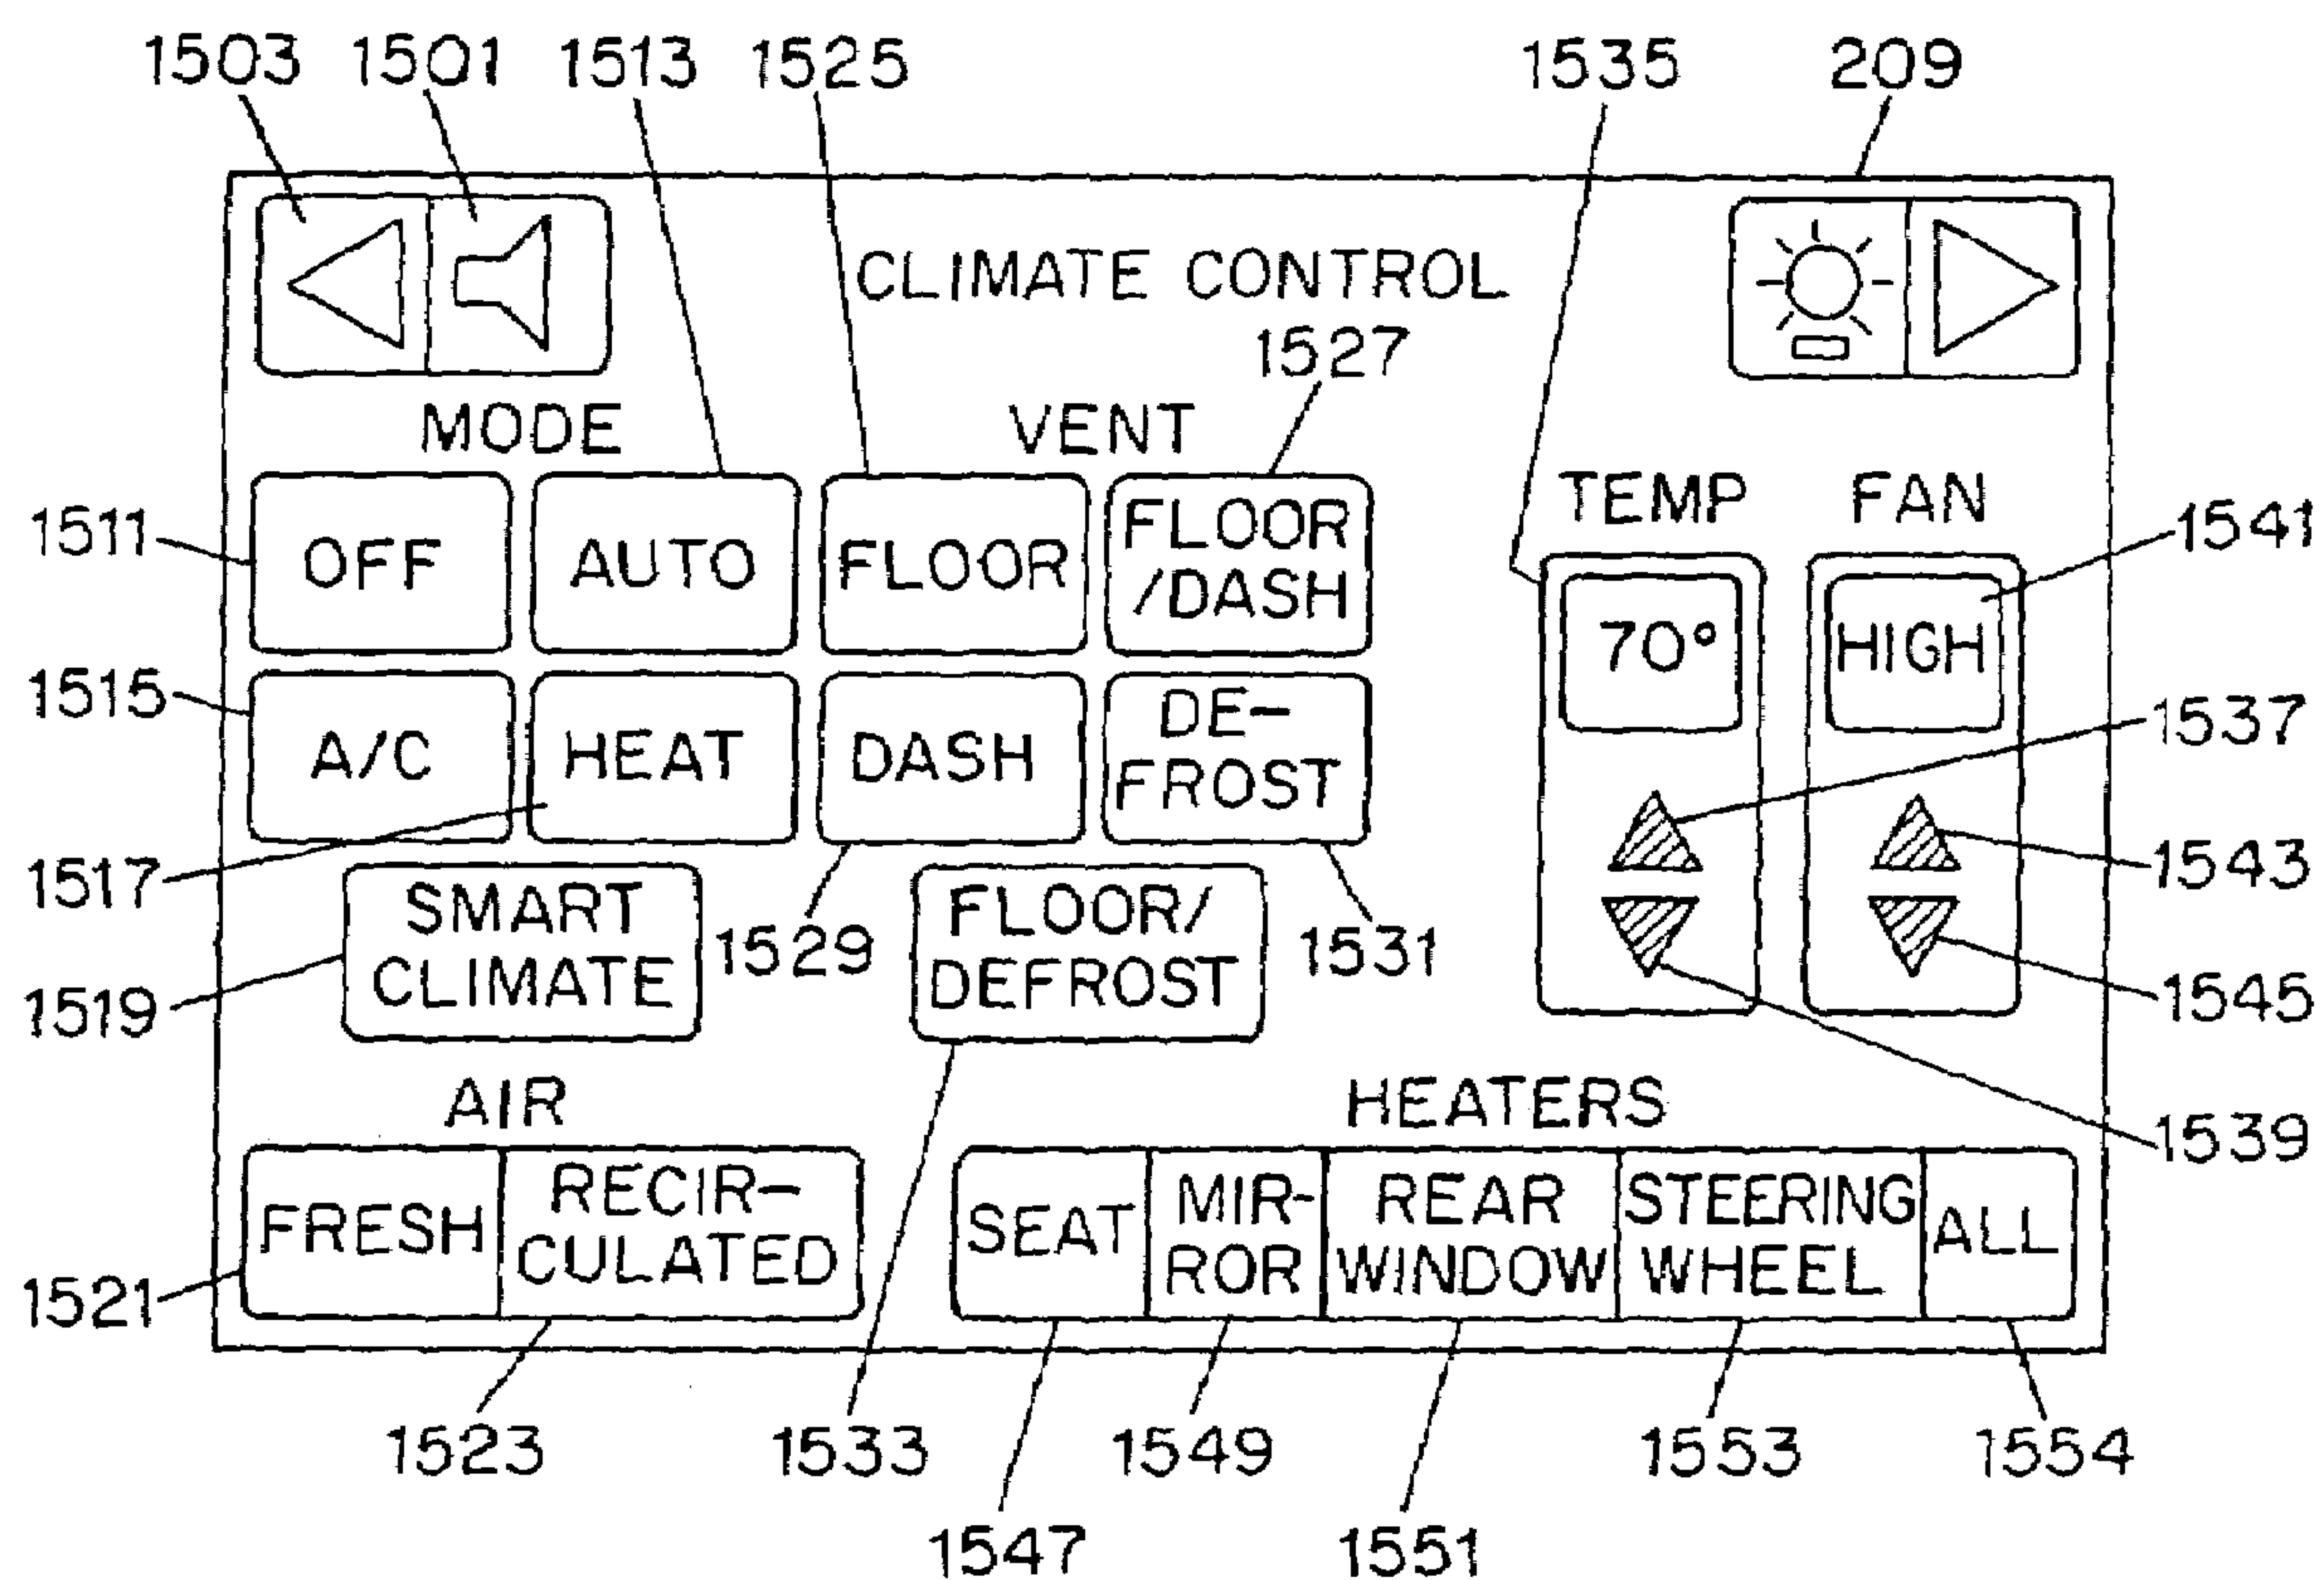 1503 1501 1513 1525 1535 209
CLIMATE CONTROL
1527
MODE VENT
TEMP FAN
1511 OFF AUTO FLOOR FLOOR
/DASH
70° HIGH 1541
1515 A/C HEAT DASH DE-
FROST
1537
1517
1543
SMART
CLIMATE
1519
1529
FLOOR/
DEFROST
1531
1545
AIR HEATERS
1539
FRESH RECIR-
CULATED
SEAT MIR-
ROR
REAR
WINDOW
STEERING
WHEEL
ALL
1521
1523 1533 1549 1553 1554
1547 1551